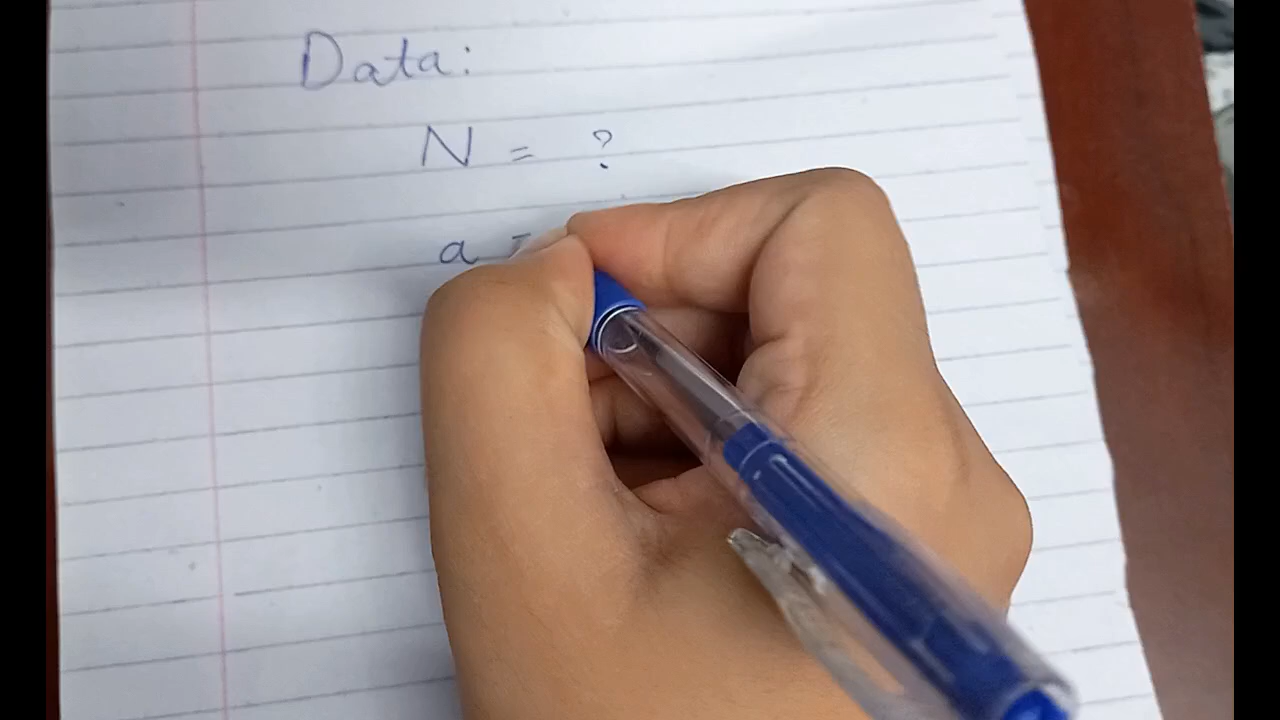 Data:
N = ?
a =